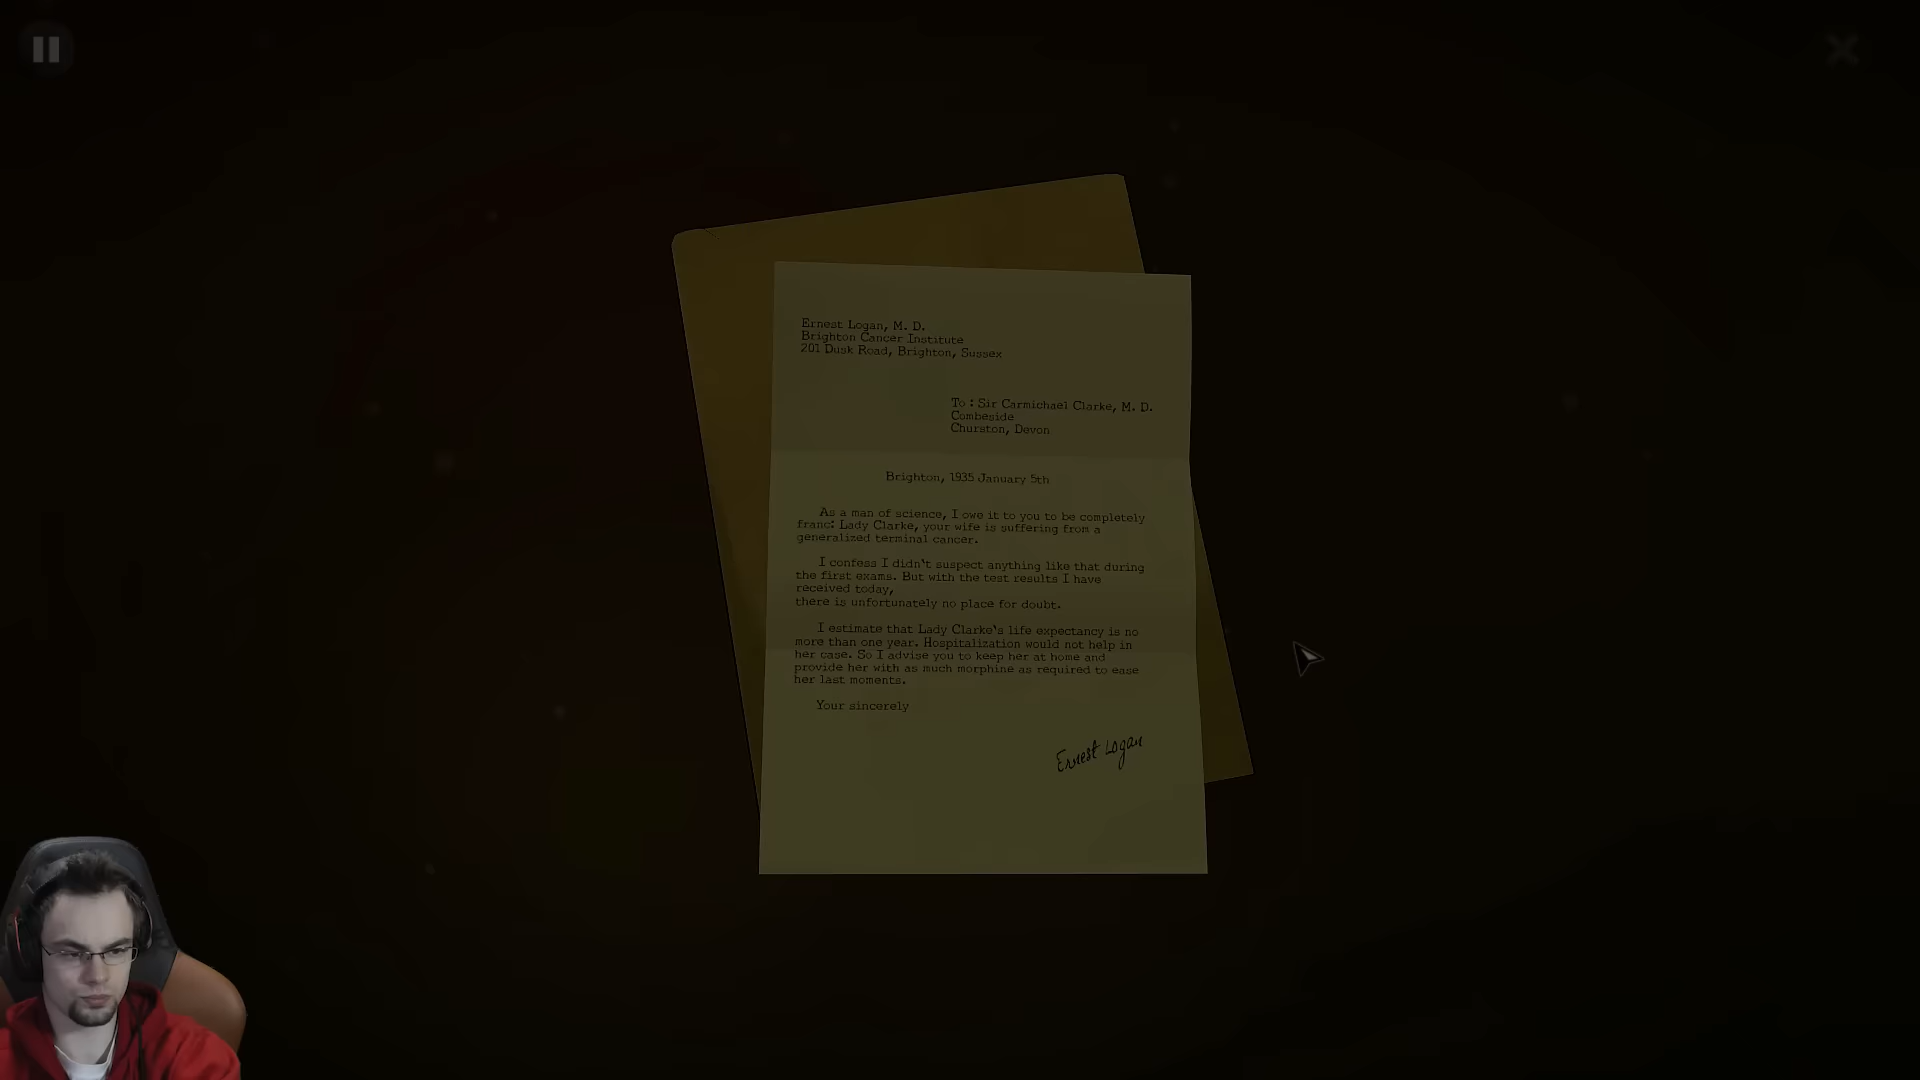 Ernest Logan, M. D.
Brighton Cancer Institute
201 Dusk Road, Brighton, Sussex
To : Sir Carmichael Clarke, M. D.
Combeside
Churston, Devon
Brighton, 1935 January 5th
As a man of science, I owe it to you to be completely
franc: Lady Clarke, your wife is suffering from a
generalized terminal cancer.
I confess I didn't suspect anything like that during
the first exams. But with the test results I have
received today,
there is unfortunately no place for doubt.
I estimate that Lady Clarke's life expectancy is no
more than one year. Hospitalization would not help in
her case. So I advise you to keep her at home and
provide her with as much morphine as required to ease
her last moments.
Your sincerely
Ernest Logan